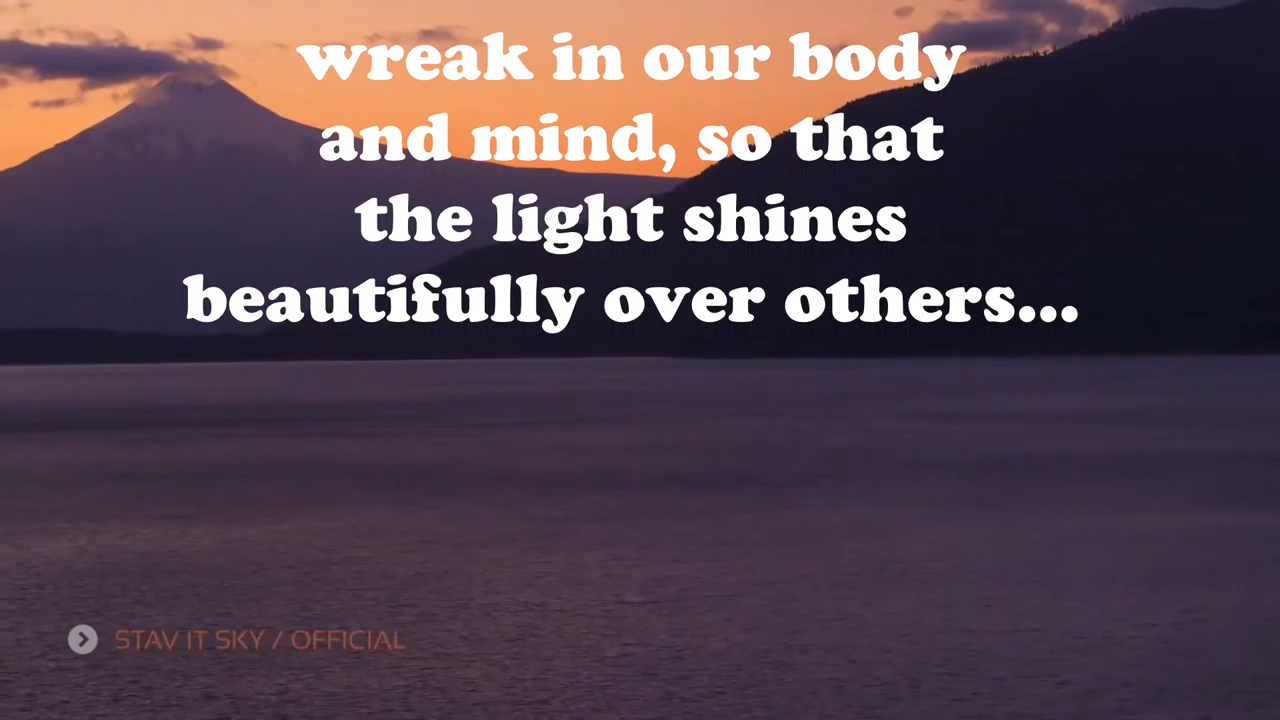 wreak in our body
and mind, so that
the light shines
beautifully over others...
STAV IT SKY / OFFICIAL